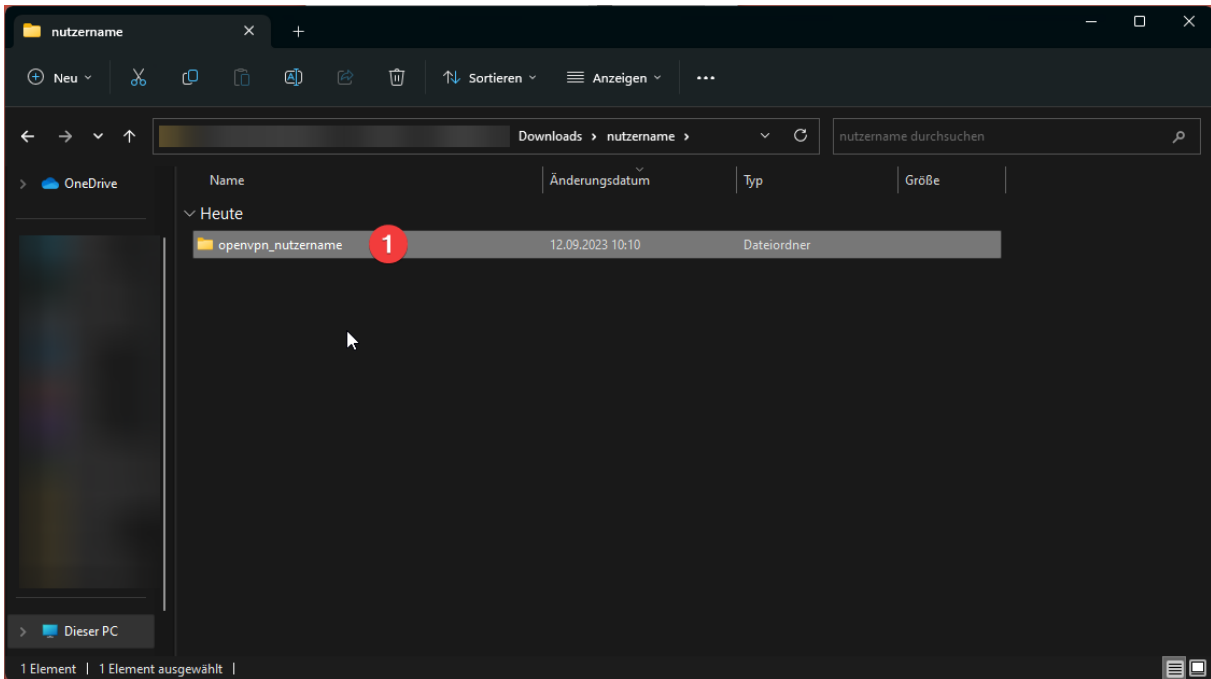 nutzername
Neu Sortieren Anzeigen
Downloads > nutzername > nutzername durchsuchen
OneDrive
Name Änderungsdatum Typ Größe
Heute
openvpn_nutzername 1 12.09.2023 10:10 Dateiordner
Dieser PC
1 Element 1 Element ausgewählt